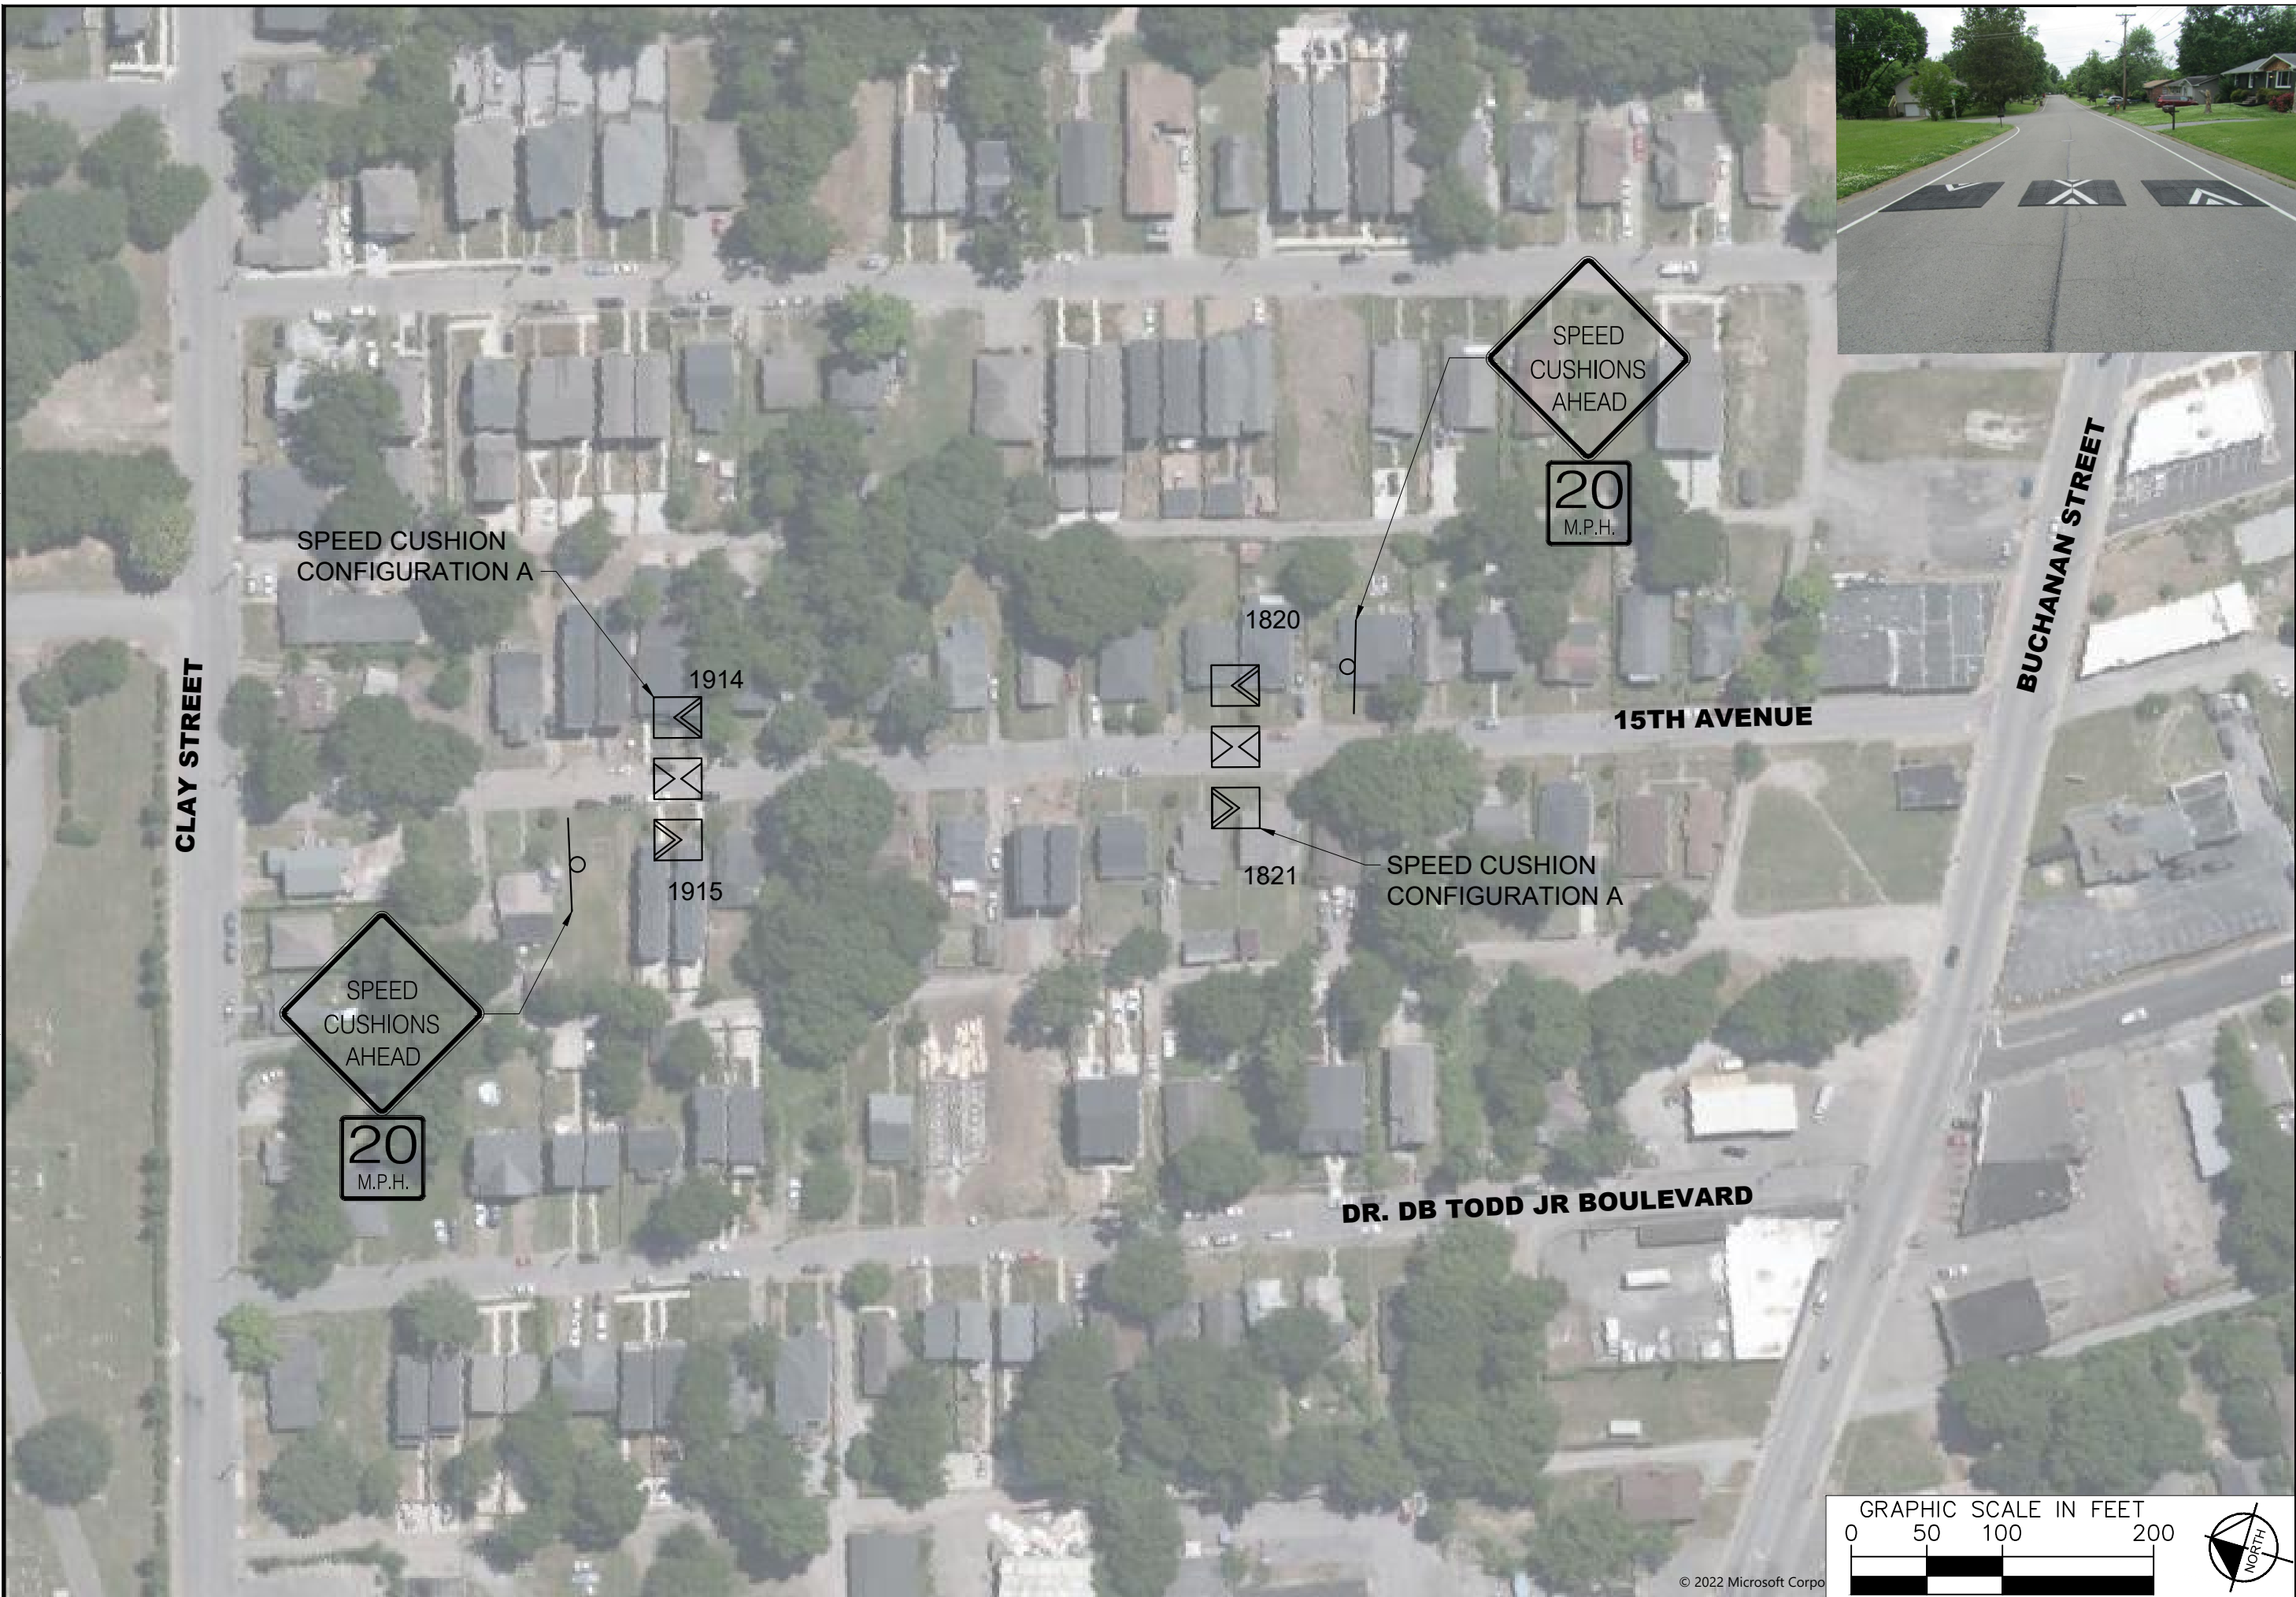 SPEED
CUSHIONS
AHEAD
20
M.P.H.
BUCHANAN STREET
SPEED CUSHION
CONFIGURATION A
1820
1914
CLAY STREET
15TH AVENUE
SPEED CUSHION
CONFIGURATION A
1821
1915
SPEED
CUSHIONS
AHEAD
20
M.P.H.
DR. DB TODD JR BOULEVARD
GRAPHIC SCALE IN FEET
0 50 100 200
NORTH
© 2022 Microsoft Corpo